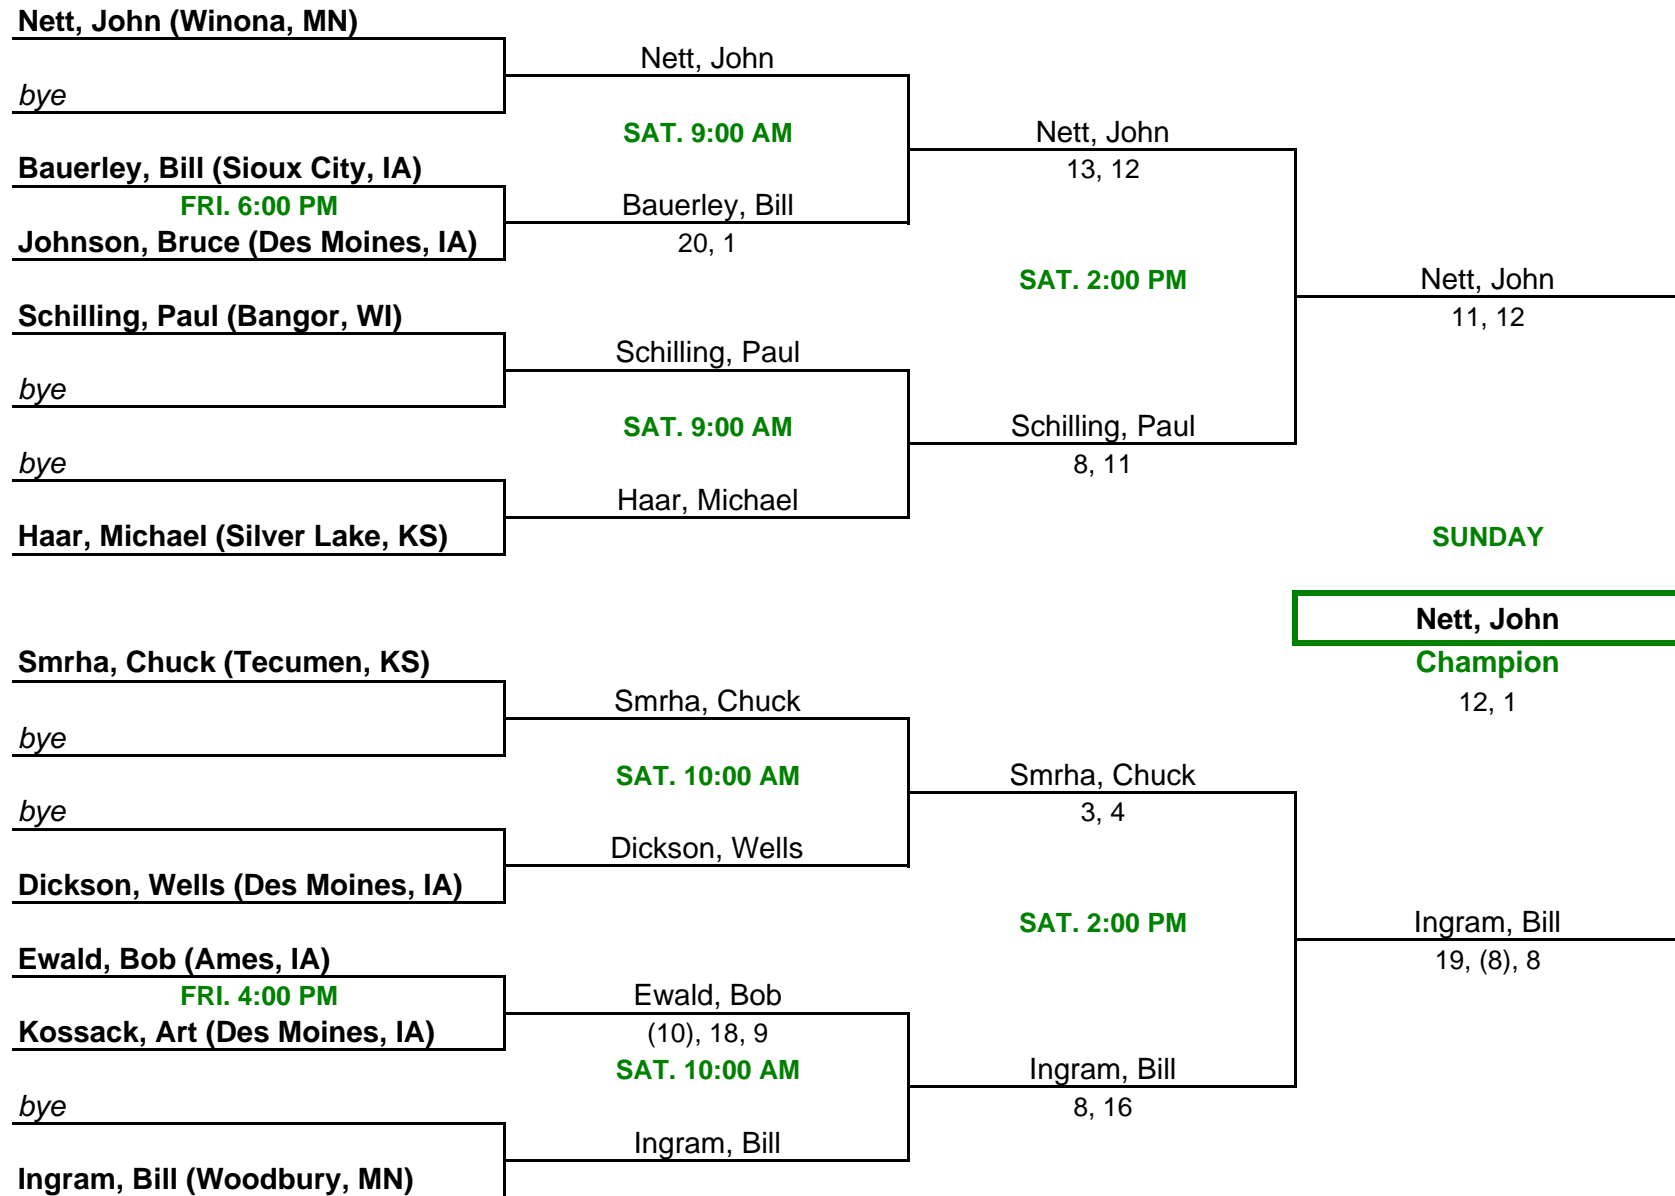 Nett, John (Winona, MN)
Nett, John
bye
SAT. 9:00 AM
Nett, John
Bauerley, Bill (Sioux City, IA)
13, 12
FRI. 6:00 PM
Bauerley, Bill
Johnson, Bruce (Des Moines, IA)
20, 1
SAT. 2:00 PM
Nett, John
Schilling, Paul (Bangor, WI)
11, 12
Schilling, Paul
bye
SAT. 9:00 AM
Schilling, Paul
bye
8, 11
Haar, Michael
Haar, Michael (Silver Lake, KS)
SUNDAY
Nett, John
Smrha, Chuck (Tecumen, KS)
Champion
Smrha, Chuck
12, 1
bye
SAT. 10:00 AM
Smrha, Chuck
bye
3, 4
Dickson, Wells
Dickson, Wells (Des Moines, IA)
SAT. 2:00 PM
Ingram, Bill
Ewald, Bob (Ames, IA)
19, (8), 8
FRI. 4:00 PM
Ewald, Bob
Kossack, Art (Des Moines, IA)
(10), 18, 9
SAT. 10:00 AM
Ingram, Bill
bye
8, 16
Ingram, Bill
Ingram, Bill (Woodbury, MN)